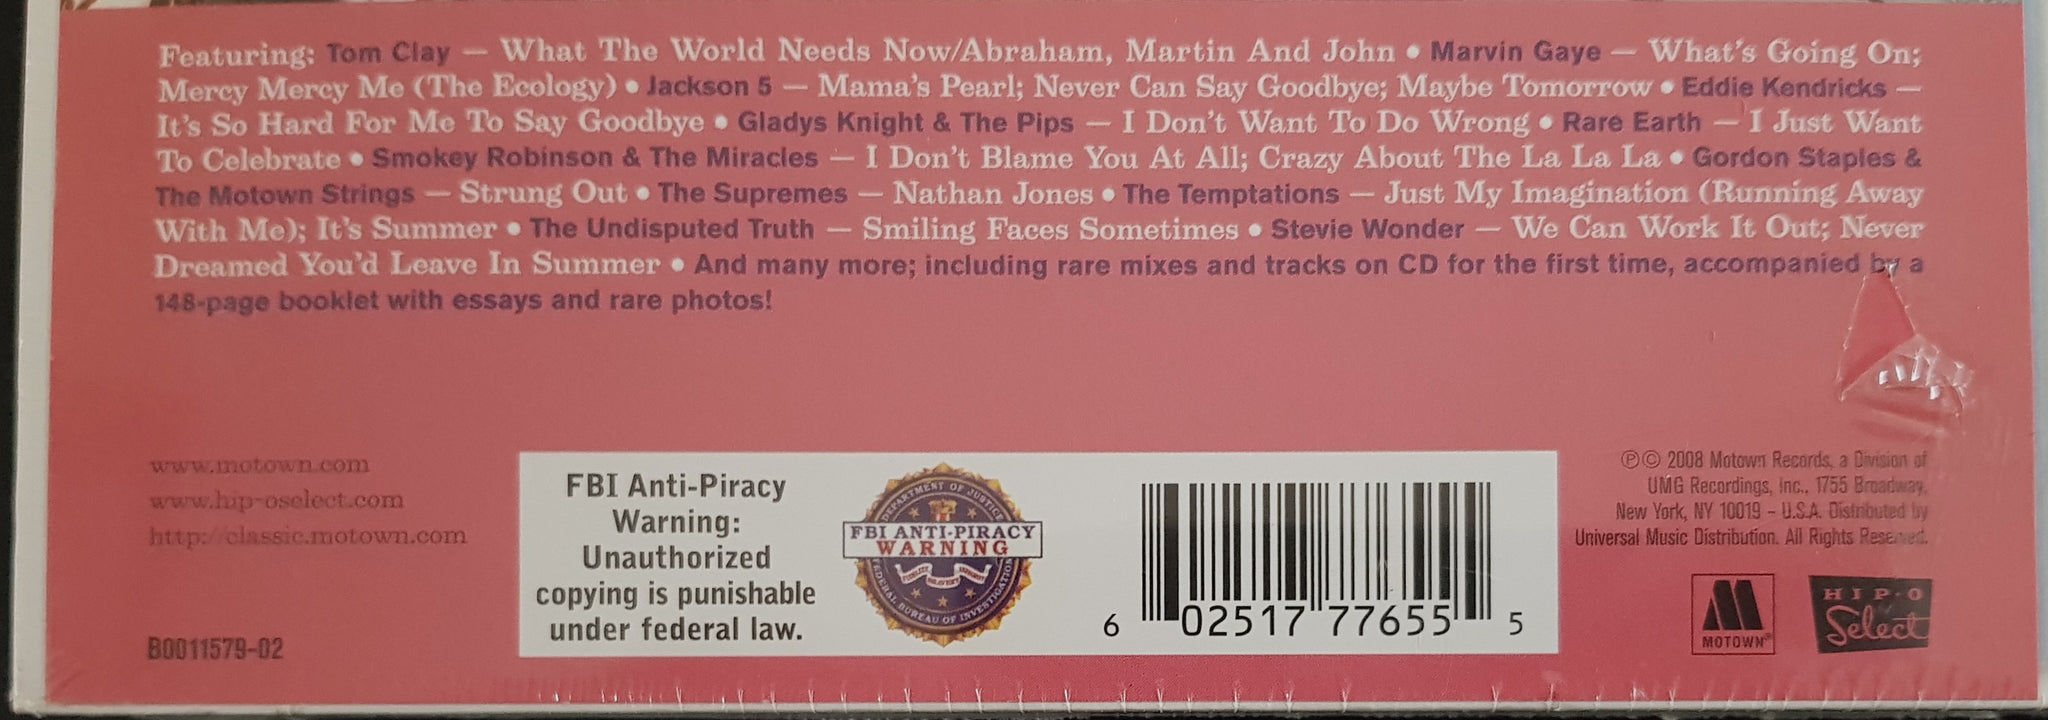 Featuring: Tom Clay — What The World Needs Now/Abraham, Martin And John • Marvin Gaye — What's Going On;
Mercy Mercy Me (The Ecology) • Jackson 5 — Mama's Pearl; Never Can Say Goodbye; Maybe Tomorrow • Eddie Kendricks —
It's So Hard For Me To Say Goodbye • Gladys Knight & The Pips — I Don't Want To Do Wrong • Rare Earth — I Just Want
To Celebrate • Smokey Robinson & The Miracles — I Don't Blame You At All; Crazy About The La La La • Gordon Staples &
The Motown Strings — Strung Out • The Supremes — Nathan Jones • The Temptations — Just My Imagination (Running Away
With Me); It's Summer • The Undisputed Truth — Smiling Faces Sometimes • Stevie Wonder — We Can Work It Out; Never
Dreamed You'd Leave In Summer • And many more; including rare mixes and tracks on CD for the first time, accompanied by a
148-page booklet with essays and rare photos!
www.motown.com
www.hip-oselect.com
http://classic.motown.com
B0011579-02
FBI Anti-Piracy
Warning:
Unauthorized
copying is punishable
under federal law.
DEPARTMENT OF JUSTICE
FBI ANTI-PIRACY
WARNING
FIDELITY BRAVERY INTEGRITY
FEDERAL BUREAU OF INVESTIGATION
6 02517 77655 5
℗© 2008 Motown Records, a Division of
UMG Recordings, Inc., 1755 Broadway,
New York, NY 10019 – U.S.A. Distributed by
Universal Music Distribution. All Rights Reserved.
MOTOWN®
HIP-O
Select